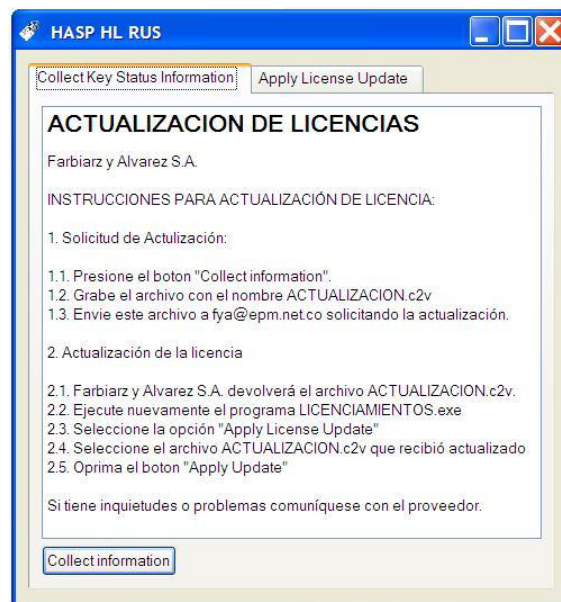 HASP HL RUS
Collect Key Status Information
Apply License Update
ACTUALIZACION DE LICENCIAS
Farbiarz y Alvarez S.A.
INSTRUCCIONES PARA ACTUALIZACIÓN DE LICENCIA:
1. Solicitud de Actulización:
1.1. Presione el boton "Collect information".
1.2. Grabe el archivo con el nombre ACTUALIZACION.c2v
1.3. Envie este archivo a fya@epm.net.co solicitando la actualización.
2. Actualización de la licencia
2.1. Farbiarz y Alvarez S.A. devolverá el archivo ACTUALIZACION.c2v.
2.2. Ejecute nuevamente el programa LICENCIAMIENTOS.exe
2.3. Seleccione la opción "Apply License Update"
2.4. Seleccione el archivo ACTUALIZACION.c2v que recibió actualizado
2.5. Oprima el boton "Apply Update"
Si tiene inquietudes o problemas comuníquese con el proveedor.
Collect information